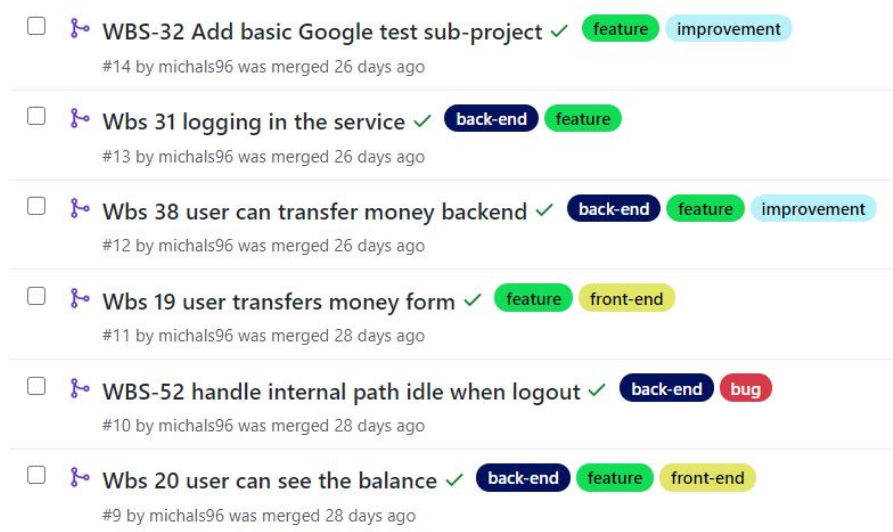 WBS-32 Add basic Google test sub-project feature improvement
#14 by michals96 was merged 26 days ago
Wbs 31 logging in the service back-end feature
#13 by michals96 was merged 26 days ago
Wbs 38 user can transfer money backend back-end feature improvement
#12 by michals96 was merged 26 days ago
Wbs 19 user transfers money form feature front-end
#11 by michals96 was merged 28 days ago
WBS-52 handle internal path idle when logout back-end bug
#10 by michals96 was merged 28 days ago
Wbs 20 user can see the balance back-end feature front-end
#9 by michals96 was merged 28 days ago